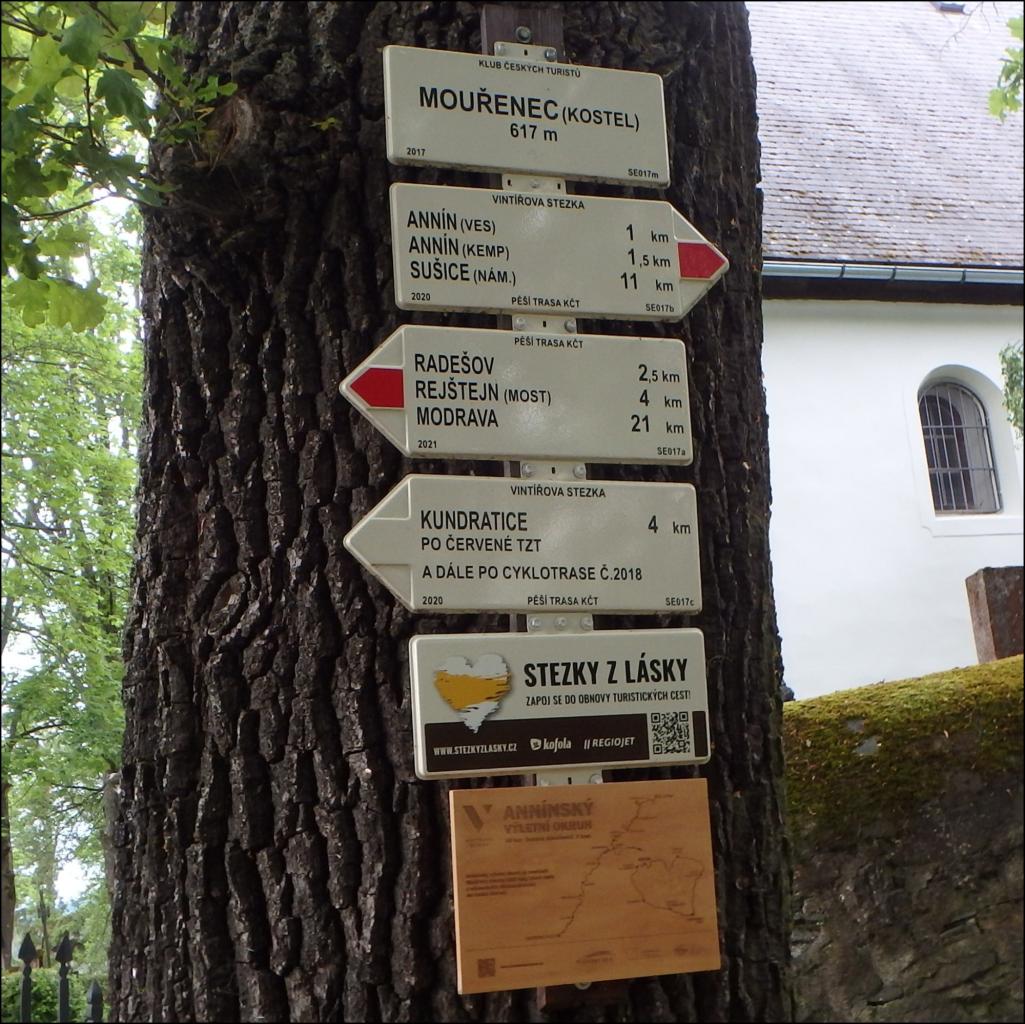 KLUB ČESKÝCH TURISTŮ
MOUŘENEC (KOSTEL)
617 m
2017 SE017m
VINTÍŘOVA STEZKA
ANNÍN (VES) 1 km
ANNÍN (KEMP) 1,5 km
SUŠICE (NÁM.) 11 km
2020 PĚŠÍ TRASA KČT SE017b
PĚŠÍ TRASA KČT
RADEŠOV 2,5 km
REJŠTEJN (MOST) 4 km
MODRAVA 21 km
2021 SE017a
VINTÍŘOVA STEZKA
KUNDRATICE 4 km
PO ČERVENÉ TZT
A DÁLE PO CYKLOTRASE Č.2018
2020 PĚŠÍ TRASA KČT SE017c
STEZKY Z LÁSKY
ZAPOJ SE DO OBNOVY TURISTICKÝCH CEST!
WWW.STEZKYZLASKY.CZ kofola REGIOJET
ANNÍNSKÝ
VÝLETNÍ OKRUH